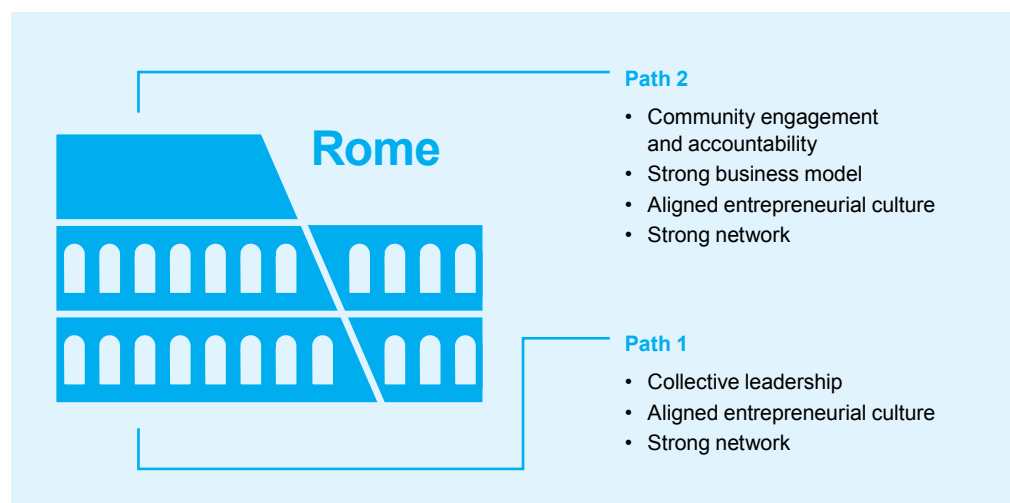 Rome
Path 2
• Community engagement
and accountability
• Strong business model
• Aligned entrepreneurial culture
• Strong network
Path 1
• Collective leadership
• Aligned entrepreneurial culture
• Strong network